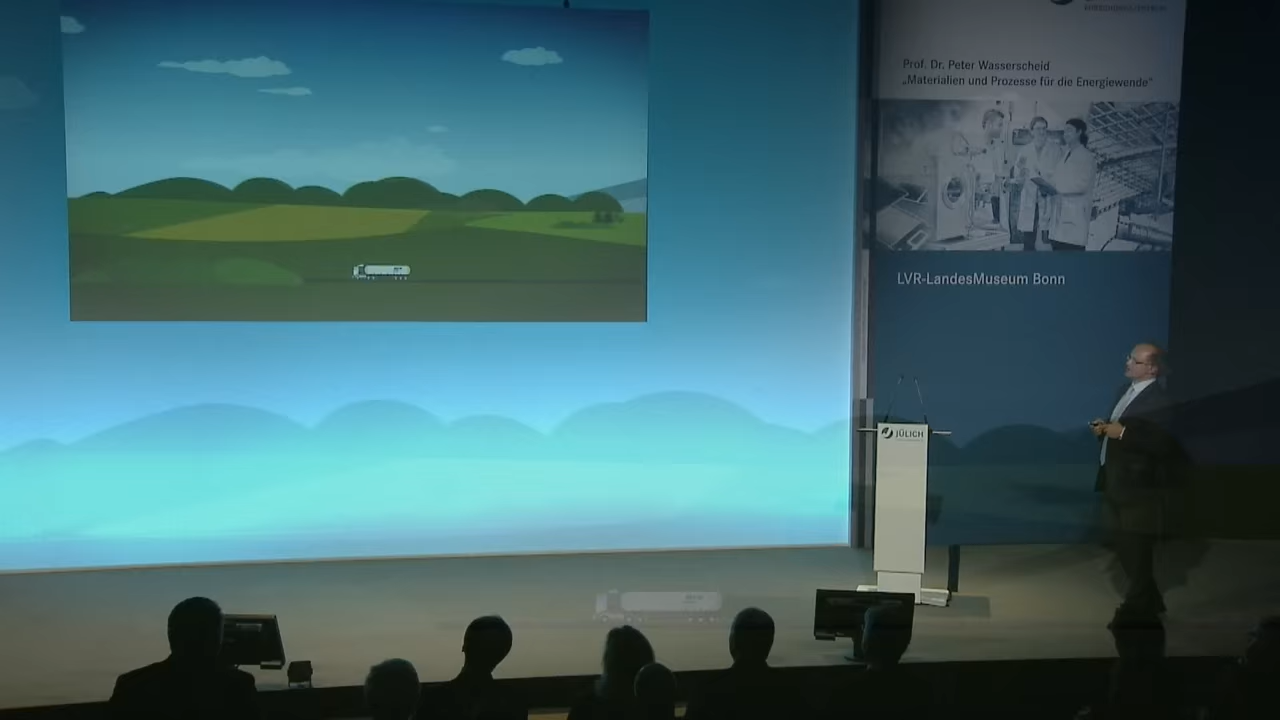 Prof. Dr. Peter Wasserscheid
„Materialien und Prozesse für die Energiewende“
LVR-LandesMuseum Bonn
JÜLICH